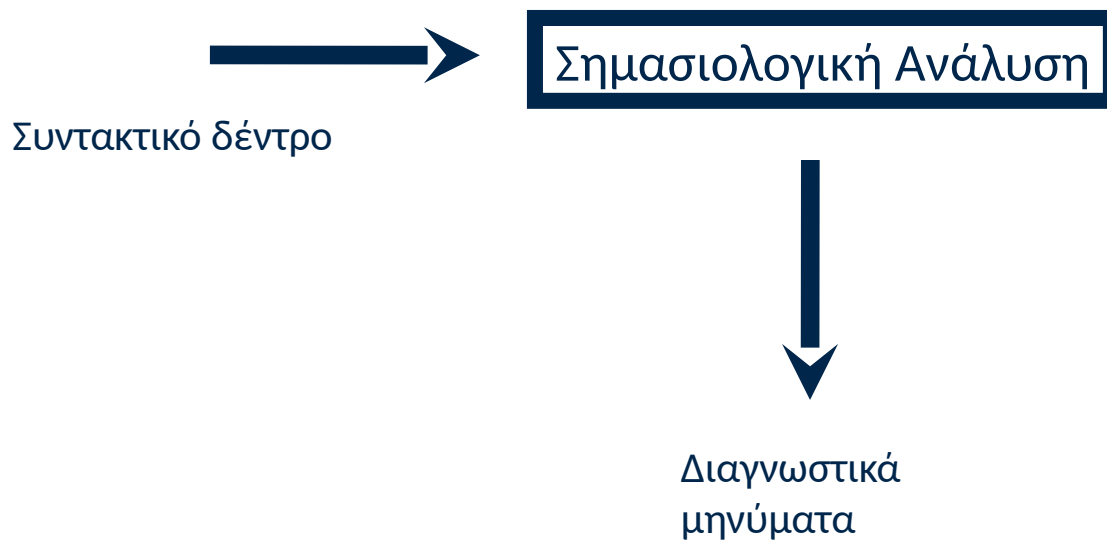 Σημασιολογική Ανάλυση
Συντακτικό δέντρο
Διαγνωστικά
μηνύματα